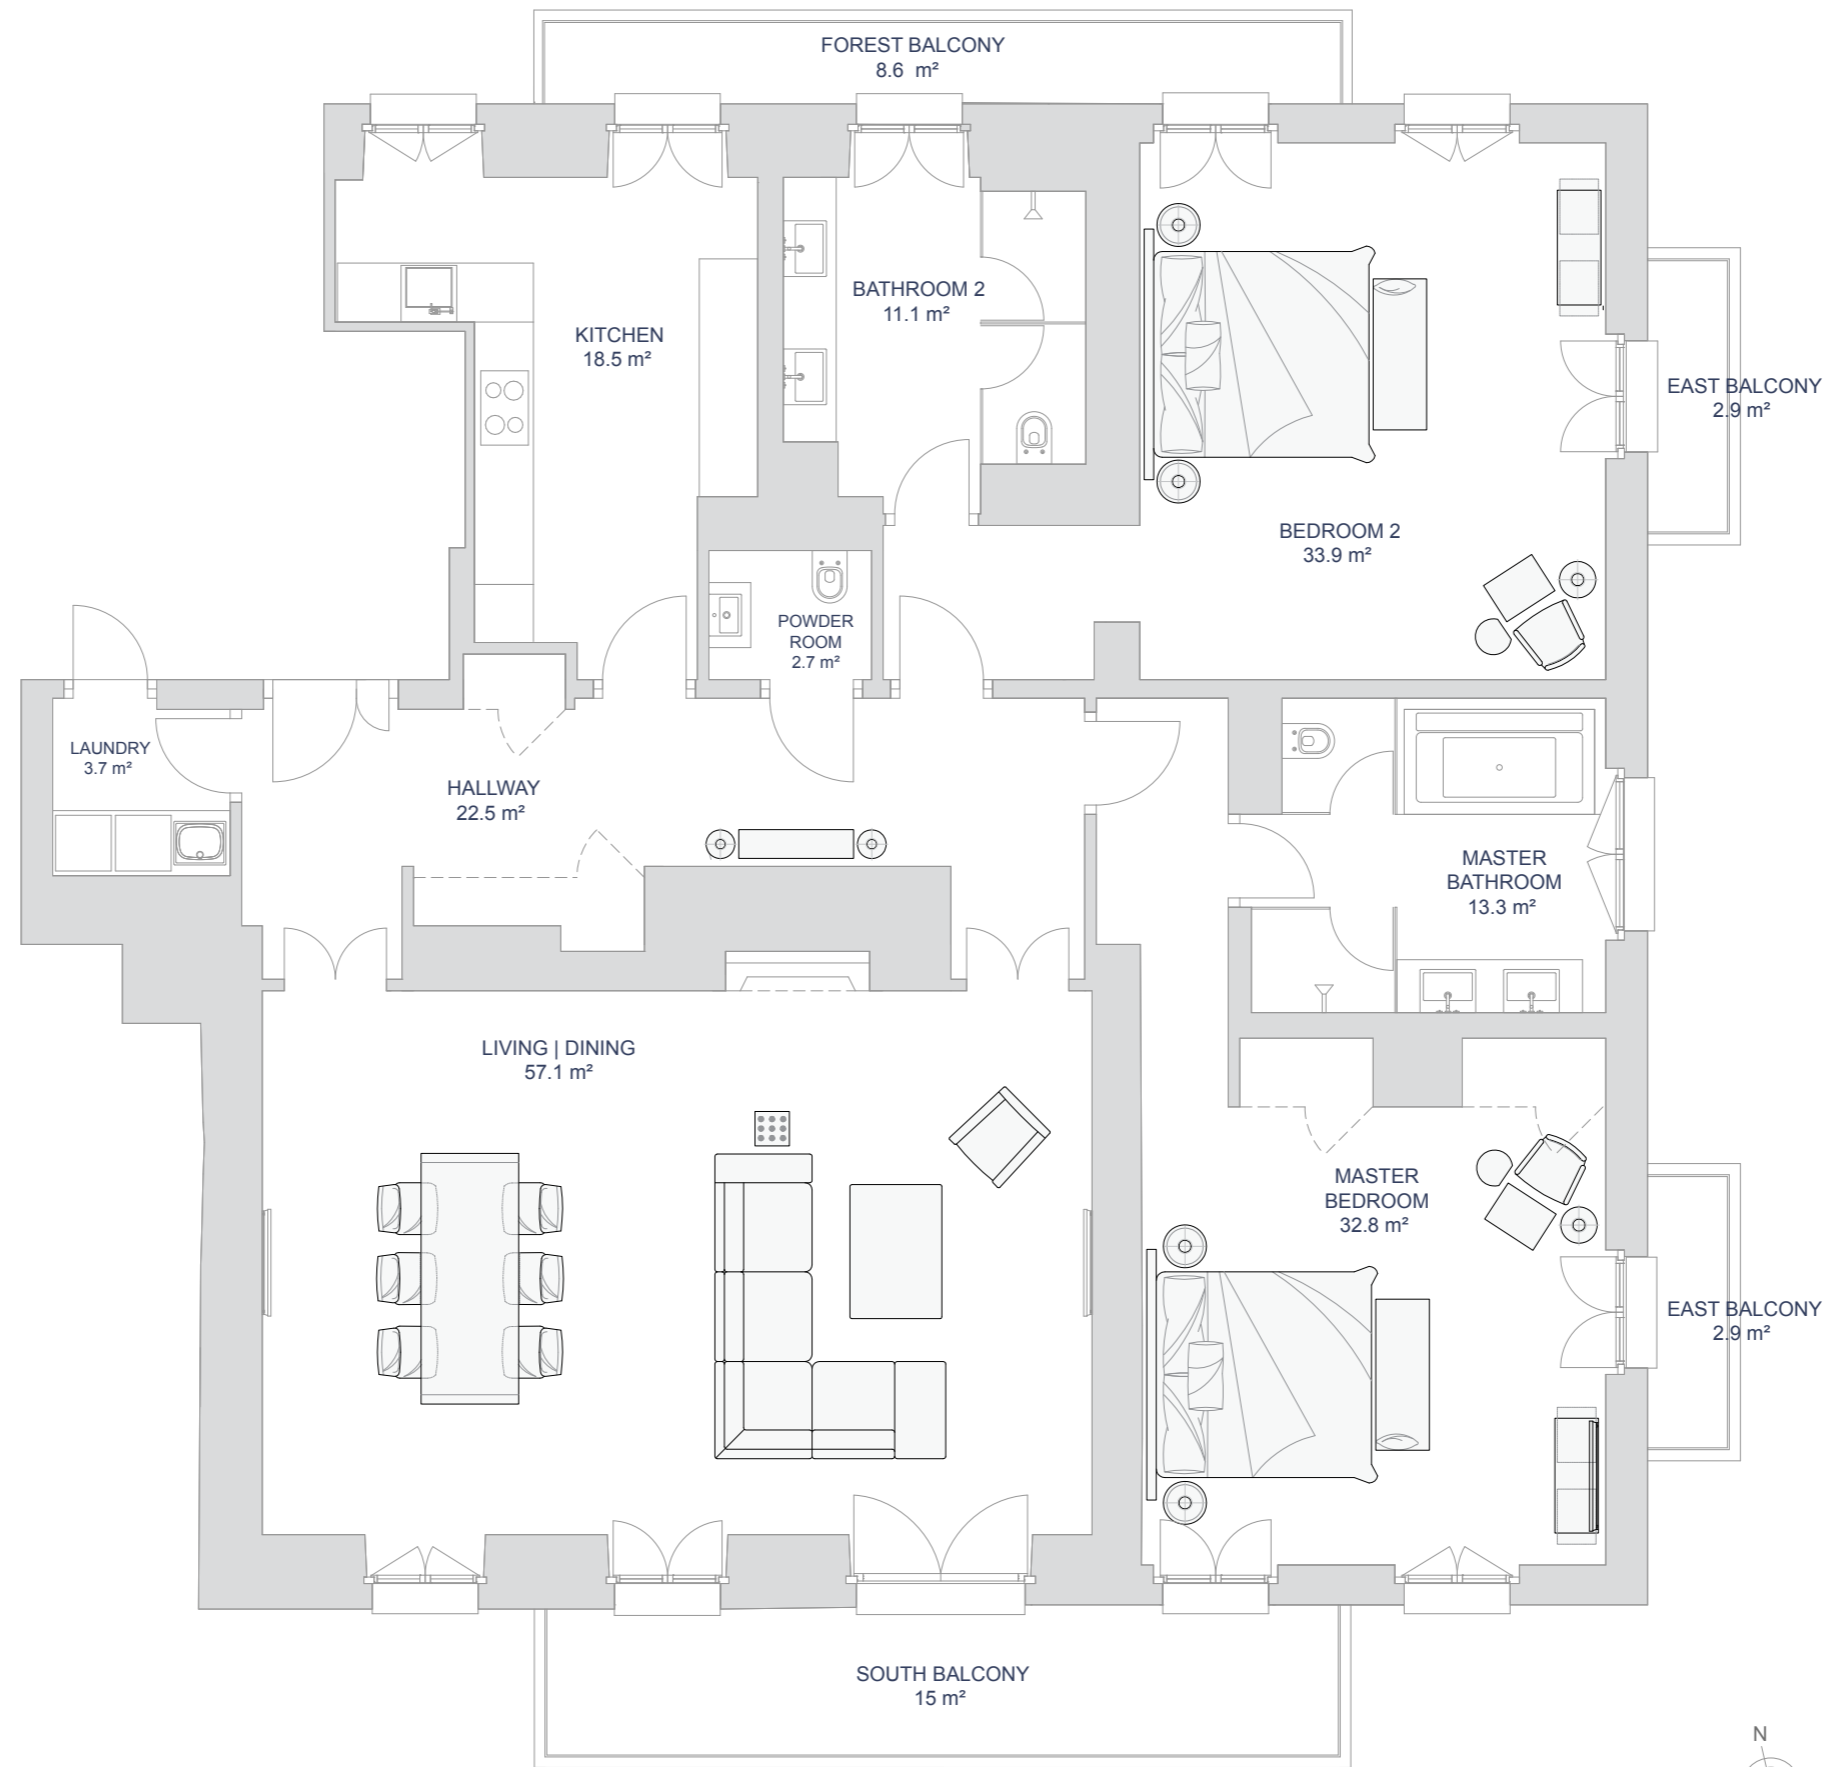 FOREST BALCONY
8.6 m²
KITCHEN
18.5 m²
BATHROOM 2
11.1 m²
EAST BALCONY
2.9 m²
BEDROOM 2
33.9 m²
POWDER
ROOM
2.7 m²
LAUNDRY
3.7 m²
HALLWAY
22.5 m²
MASTER
BATHROOM
13.3 m²
LIVING | DINING
57.1 m²
MASTER
BEDROOM
32.8 m²
EAST BALCONY
2.9 m²
SOUTH BALCONY
15 m²
N